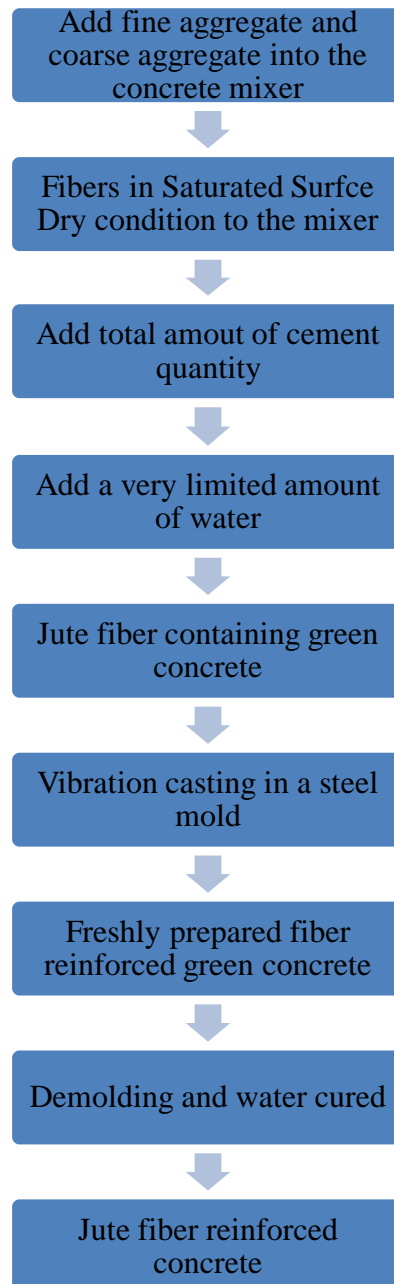 Add fine aggregate and
coarse aggregate into the
concrete mixer
Fibers in Saturated Surfce
Dry condition to the mixer
Add total amout of cement
quantity
Add a very limited amount
of water
Jute fiber containing green
concrete
Vibration casting in a steel
mold
Freshly prepared fiber
reinforced green concrete
Demolding and water cured
Jute fiber reinforced
concrete